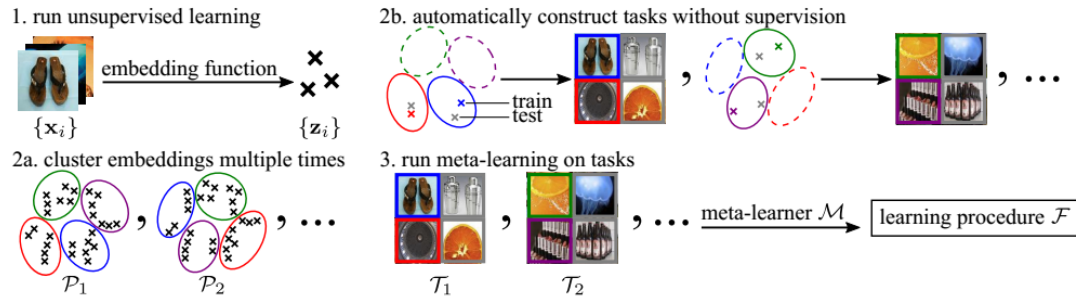 1. run unsupervised learning
embedding function
{x_i}
{z_i}
2b. automatically construct tasks without supervision
train
test
,
, ...
2a. cluster embeddings multiple times
,
, ...
P_1
P_2
3. run meta-learning on tasks
,
, ...
meta-learner M
learning procedure F
T_1
T_2